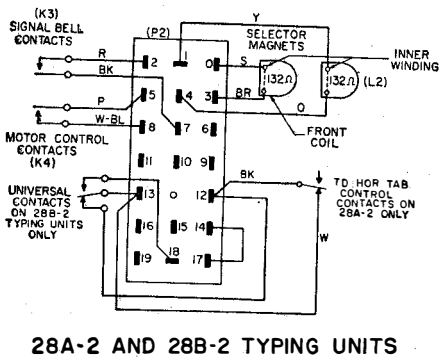 (K3)
SIGNAL BELL
CONTACTS
(P2)
Y
SELECTOR
MAGNETS
INNER
WINDING
R
BK
2
1
0
S
132Ω
132Ω
(L2)
P
5
4
3
BR
O
W-BL
8
7
6
FRONT
COIL
MOTOR CONTROL
CONTACTS
(K4)
11
10
9
UNIVERSAL
CONTACTS
ON 28B-2
TYPING UNITS
ONLY
13
12
BK
TO HOR TAB
CONTROL
CONTACTS ON
28A-2 ONLY
W
16
15
14
19
18
17
28A-2 AND 28B-2 TYPING UNITS